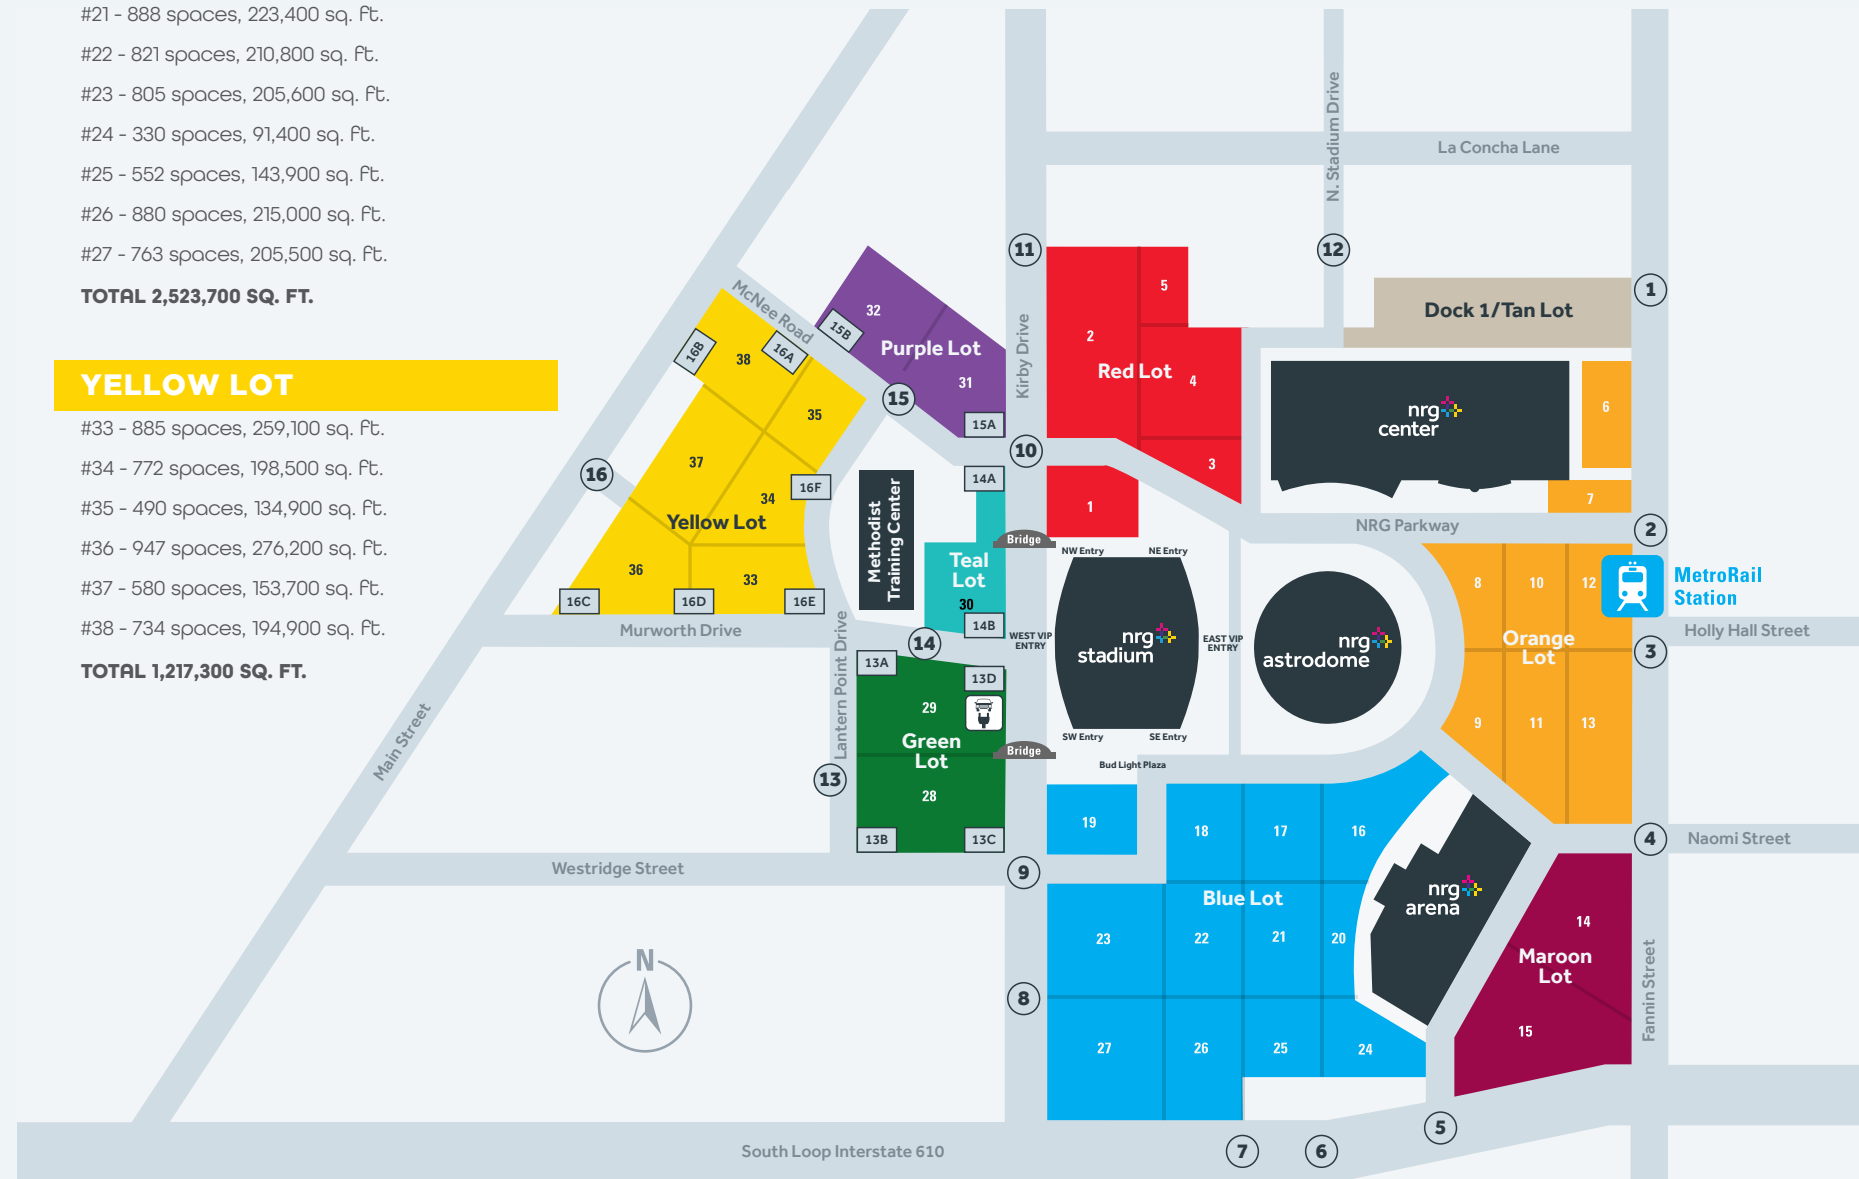 #21 - 888 spaces, 223,400 sq. ft.
#22 - 821 spaces, 210,800 sq. ft.
#23 - 805 spaces, 205,600 sq. ft.
#24 - 330 spaces, 91,400 sq. ft.
#25 - 552 spaces, 143,900 sq. ft.
#26 - 880 spaces, 215,000 sq. ft.
#27 - 763 spaces, 205,500 sq. ft.
TOTAL 2,523,700 SQ. FT.
YELLOW LOT
#33 - 885 spaces, 259,100 sq. ft.
#34 - 772 spaces, 198,500 sq. ft.
#35 - 490 spaces, 134,900 sq. ft.
#36 - 947 spaces, 276,200 sq. ft.
#37 - 580 spaces, 153,700 sq. ft.
#38 - 734 spaces, 194,900 sq. ft.
TOTAL 1,217,300 SQ. FT.
N. Stadium Drive
La Concha Lane
11
12
1
McNee Road
Kirby Drive
32
15B
Purple Lot
31
15
15A
10
5
2
Red Lot
4
3
1
Dock 1/Tan Lot
nrg
center
6
7
NRG Parkway
2
16B
38
16A
35
37
16
34
16F
Yellow Lot
36
33
16C
16D
16E
Murworth Drive
Methodist
Training Center
14A
Teal
Lot
30
14B
14
Bridge
NW Entry
NE Entry
WEST VIP
ENTRY
nrg
stadium
EAST VIP
ENTRY
SW Entry
SE Entry
nrg
astrodome
8
10
12
Orange
Lot
9
11
13
MetroRail
Station
Holly Hall Street
3
Main Street
Lantern Point Drive
13A
13D
29
Green
Lot
28
13
13B
13C
Bridge
Bud Light Plaza
Westridge Street
9
19
18
17
16
Blue Lot
23
22
21
20
8
27
26
25
24
nrg
arena
4
Naomi Street
14
Maroon
Lot
15
Fannin Street
N
South Loop Interstate 610
7
6
5